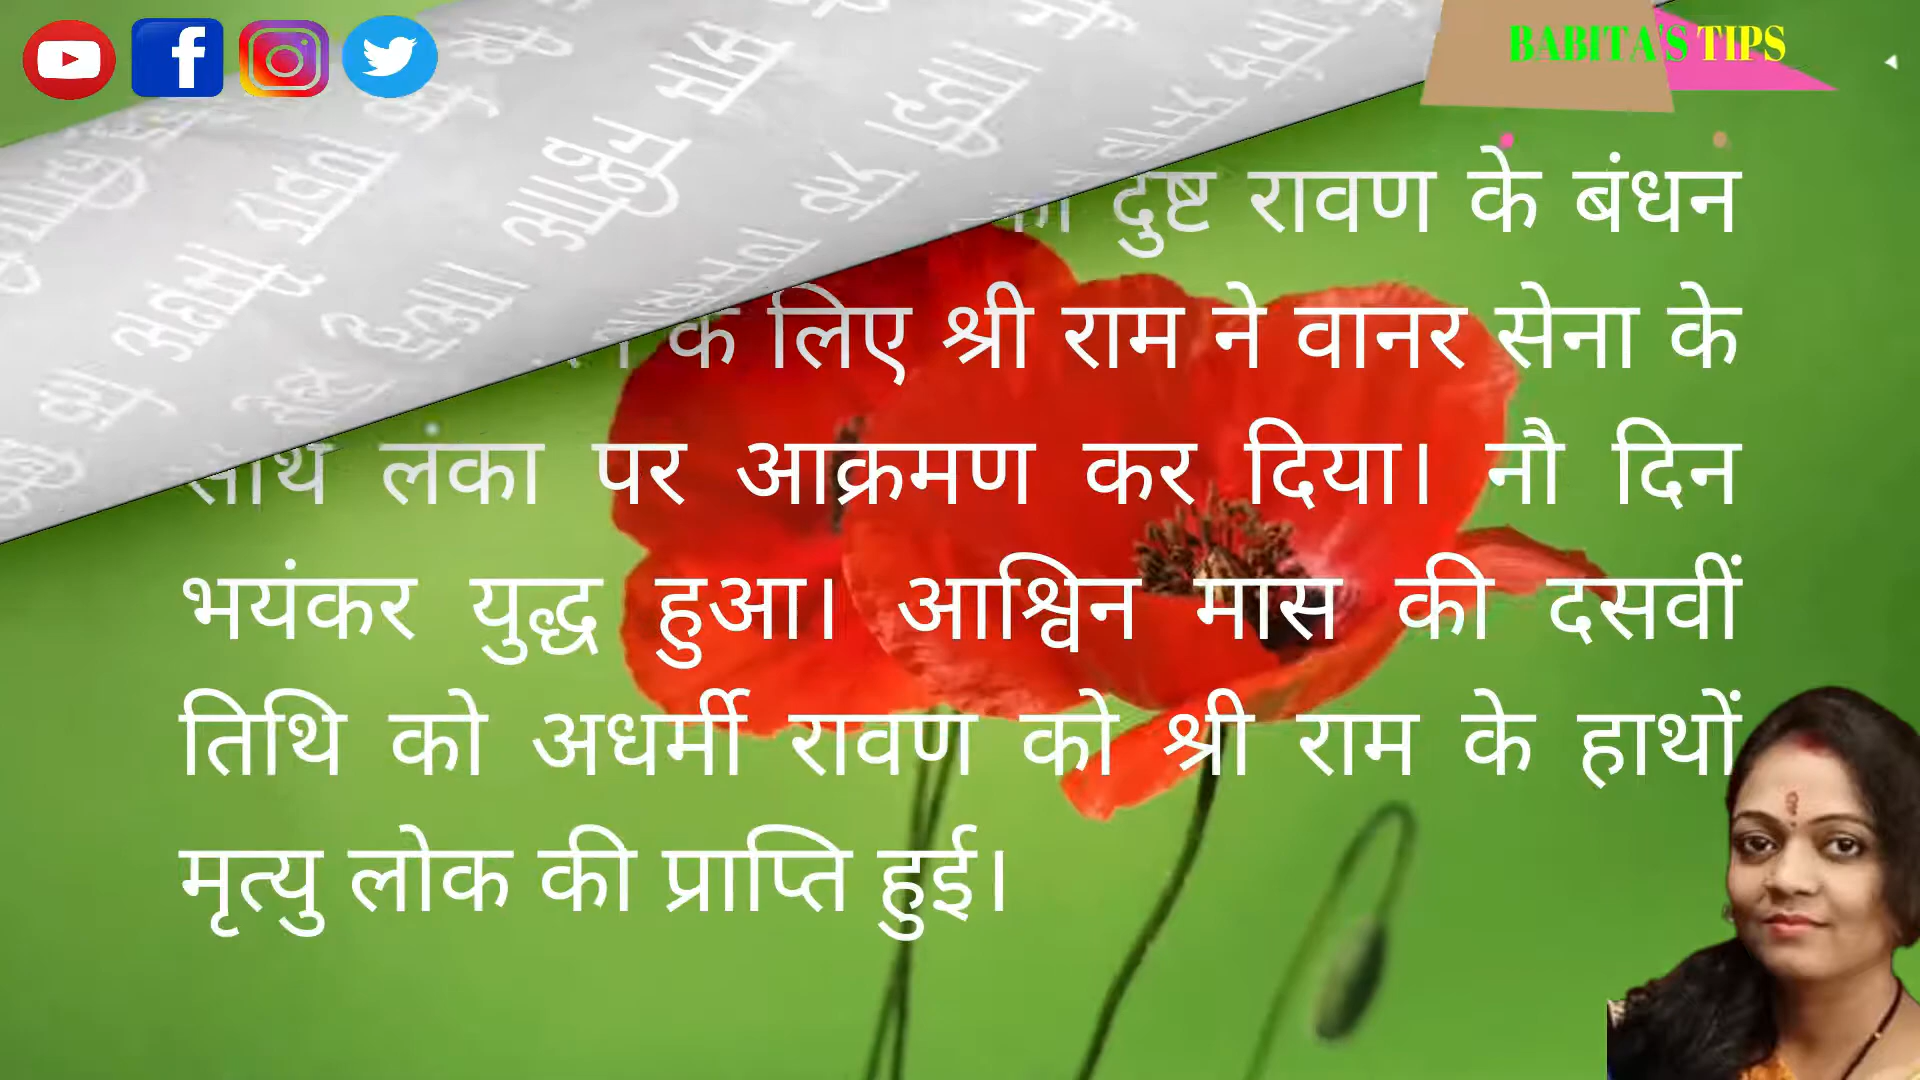 BABITA'S TIPS
दुष्ट रावण के बंधन
के लिए श्री राम ने वानर सेना के
साथ लंका पर आक्रमण कर दिया। नौ दिन
भयंकर युद्ध हुआ। आश्विन मास की दसवीं
तिथि को अधर्मी रावण को श्री राम के हाथों
मृत्यु लोक की प्राप्ति हुई।